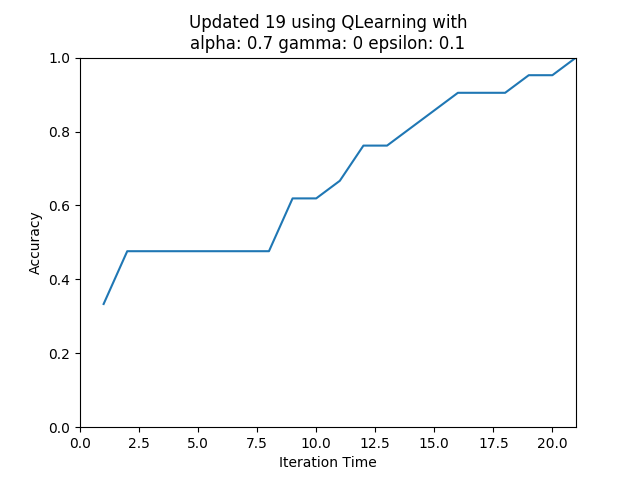 Updated 19 using QLearning with
alpha: 0.7 gamma: 0 epsilon: 0.1
1.0
0.8
0.6
0.4
0.2
0.0
Accuracy
0.0 2.5 5.0 7.5 10.0 12.5 15.0 17.5 20.0
Iteration Time